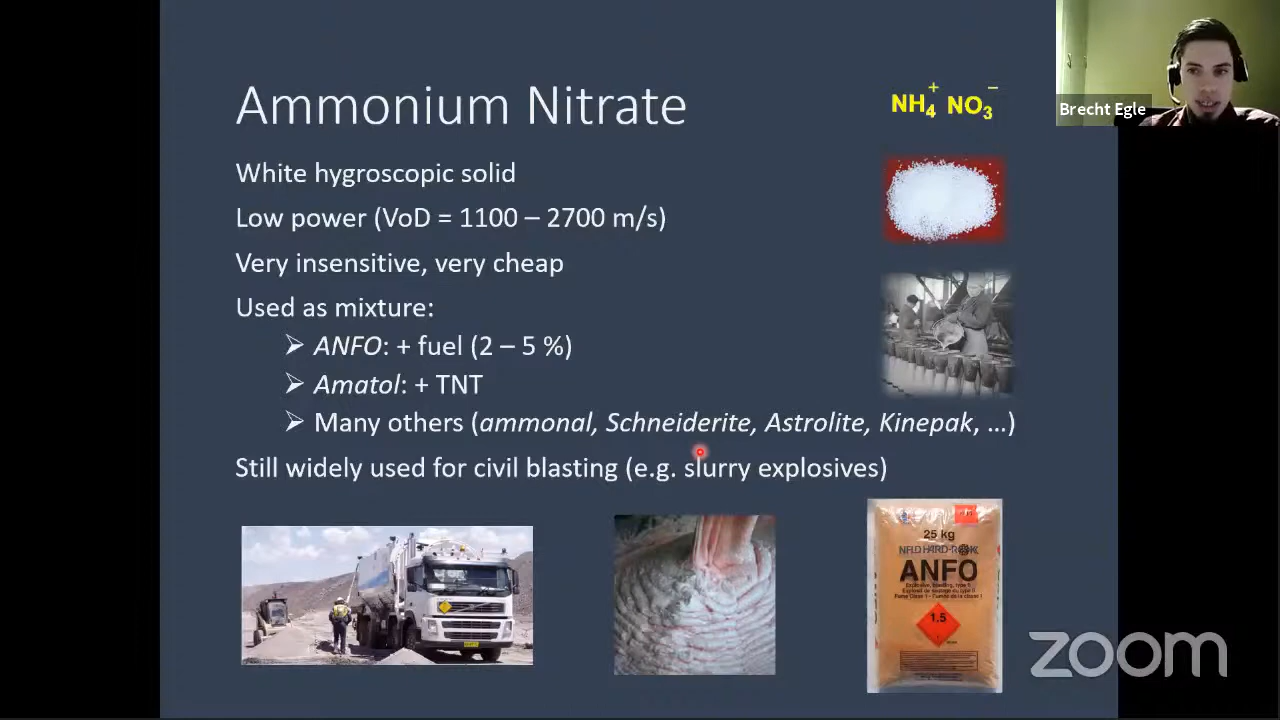 Ammonium Nitrate
NH4+ NO3−
Brecht Egle
White hygroscopic solid
Low power (VoD = 1100 – 2700 m/s)
Very insensitive, very cheap
Used as mixture:
➢ ANFO: + fuel (2 – 5 %)
➢ Amatol: + TNT
➢ Many others (ammonal, Schneiderite, Astrolite, Kinepak, …)
Still widely used for civil blasting (e.g. slurry explosives)
25 kg
ANFO
1.5
zoom